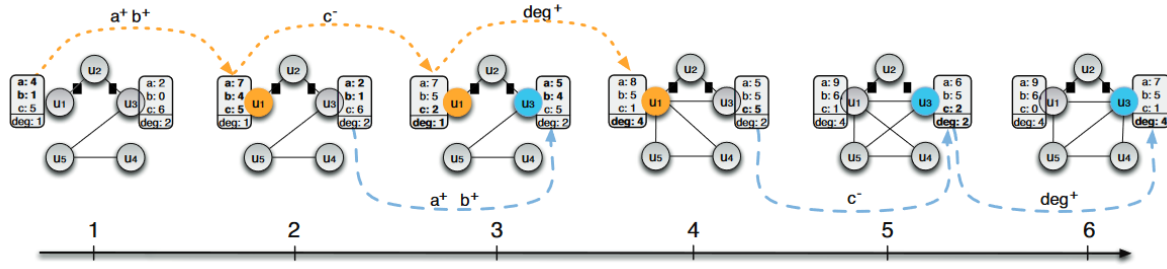 a⁺ b⁺
c⁻
deg⁺
a: 4
b: 1
c: 5
deg: 1
u1
u2
u3
u5
u4
a: 2
b: 0
c: 6
deg: 2
a: 7
b: 4
c: 5
deg: 1
u1
u2
u3
u5
u4
a: 2
b: 1
c: 6
deg: 2
a: 7
b: 5
c: 2
deg: 1
u1
u2
u3
u5
u4
a: 5
b: 4
c: 5
deg: 2
a: 8
b: 5
c: 1
deg: 4
u1
u2
u3
u5
u4
a: 5
b: 5
c: 5
deg: 2
a: 9
b: 6
c: 1
deg: 4
u1
u2
u3
u5
u4
a: 6
b: 5
c: 2
deg: 2
a: 9
b: 6
c: 0
deg: 4
u1
u2
u3
u5
u4
a: 7
b: 5
c: 1
deg: 4
a⁺ b⁺
c⁻
deg⁺
1 2 3 4 5 6